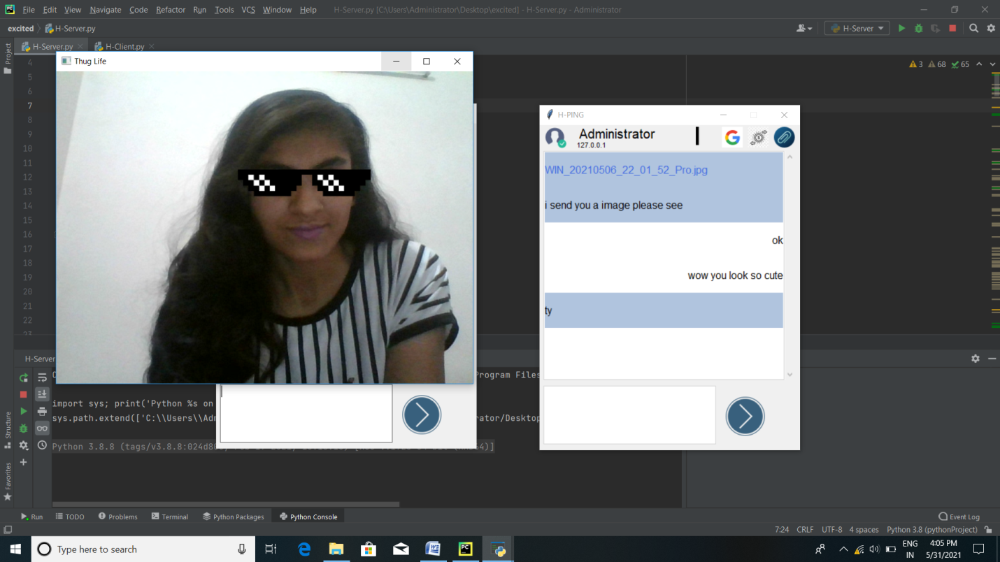 File Edit View Navigate Code Refactor Run Tools VCS Window Help H-Server.py [C:\Users\Administrator\Desktop\excited] - H-Server.py - Administrator
excited H-Server.py H-Server
H-Server.py H-Client.py
Project
Thug Life
3 68 65
4
5
6
7
8
9
10
11
12
13
14
15
16
17
18
19
20
21
22
23
H-PING
Administrator
127.0.0.1
WIN_20210506_22_01_52_Pro.jpg
i send you a image please see
ok
wow you look so cute
ty
H-Server
Program Files
import sys; print('Python %s on
sys.path.extend(['C:\\Users\\Adm rator/Desktop
Python 3.8.8 (tags/v3.8.8:024d80
Structure
Favorites
Run TODO Problems Terminal Python Packages Python Console Event Log
7:24 CRLF UTF-8 4 spaces Python 3.8 (pythonProject)
Type here to search
ENG
IN
4:05 PM
5/31/2021